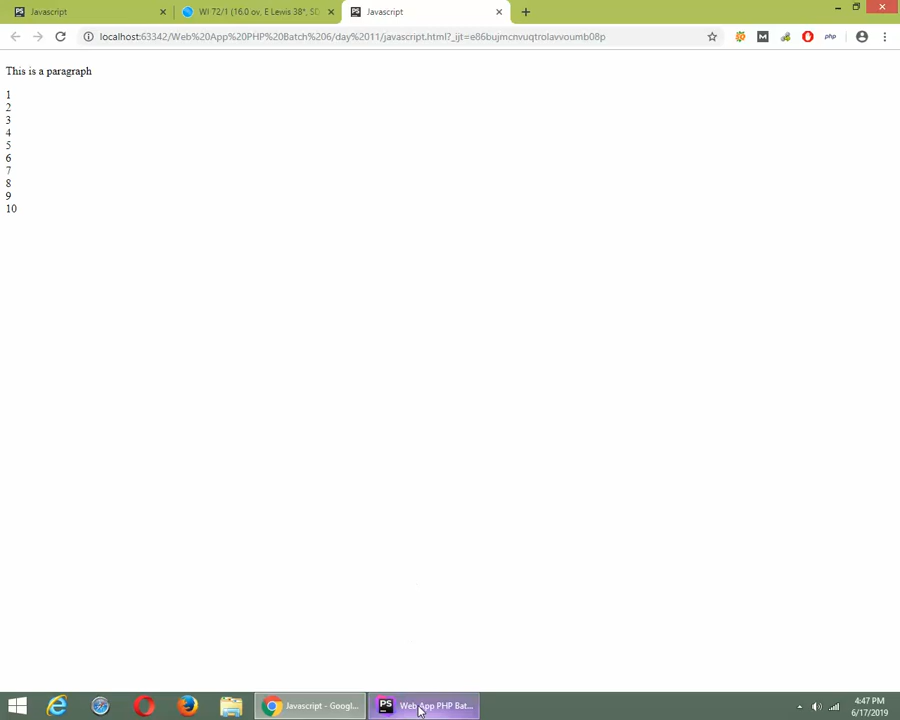 Javascript
WI 72/1 (16.0 ov, E Lewis 38*, SC
Javascript
localhost:63342/Web%20App%20PHP%20Batch%206/day%2011/javascript.html?_ijt=e86bujmcnvuqtrolavvoumb08p
M
php
This is a paragraph
1
2
3
4
5
6
7
8
9
10
Javascript - Googl...
PS
Web App PHP Bat...
4:47 PM
6/17/2019